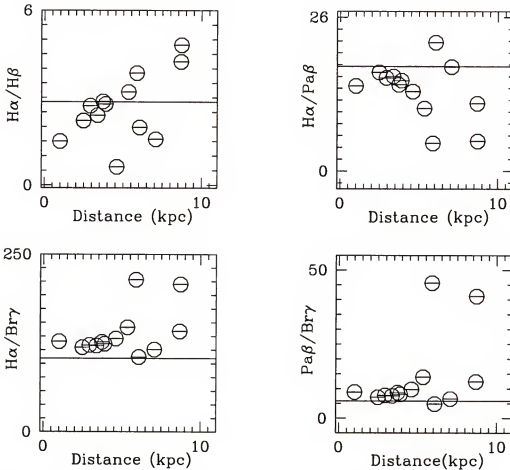 6
Hα/Hβ
0
0
10
Distance (kpc)
26
Hα/Paβ
0
0
10
Distance (kpc)
250
Hα/Brγ
0
0
10
Distance (kpc)
50
Paβ/Brγ
0
0
10
Distance(kpc)